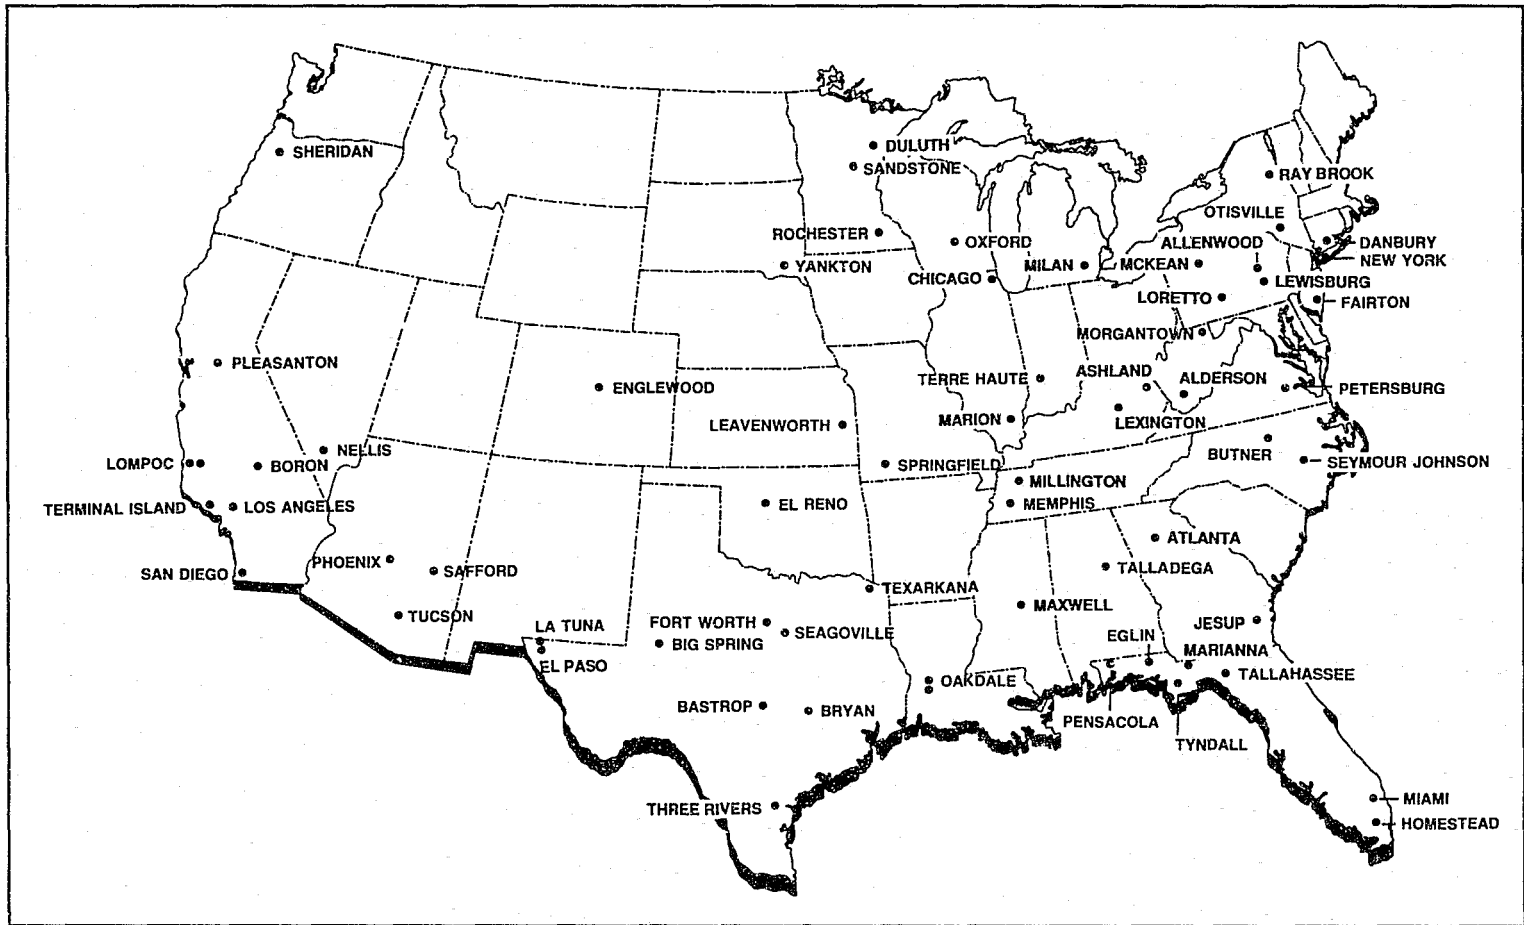 SHERIDAN
DULUTH
SANDSTONE
RAY BROOK
OTISVILLE
ROCHESTER
OXFORD
ALLENWOOD
DANBURY
NEW YORK
YANKTON
CHICAGO
MILAN
MCKEAN
LEWISBURG
LORETTO
FAIRTON
MORGANTOWN
PLEASANTON
ENGLEWOOD
TERRE HAUTE
ASHLAND
ALDERSON
PETERSBURG
LEAVENWORTH
MARION
LEXINGTON
NELLIS
LOMPOC
BORON
SPRINGFIELD
BUTNER
SEYMOUR JOHNSON
MILLINGTON
TERMINAL ISLAND
LOS ANGELES
EL RENO
MEMPHIS
ATLANTA
PHOENIX
SAFFORD
TALLADEGA
SAN DIEGO
TEXARKANA
MAXWELL
TUCSON
LA TUNA
FORT WORTH
SEAGOVILLE
JESUP
BIG SPRING
EGLIN
MARIANNA
EL PASO
TALLAHASSEE
OAKDALE
BASTROP
BRYAN
PENSACOLA
TYNDALL
THREE RIVERS
MIAMI
HOMESTEAD